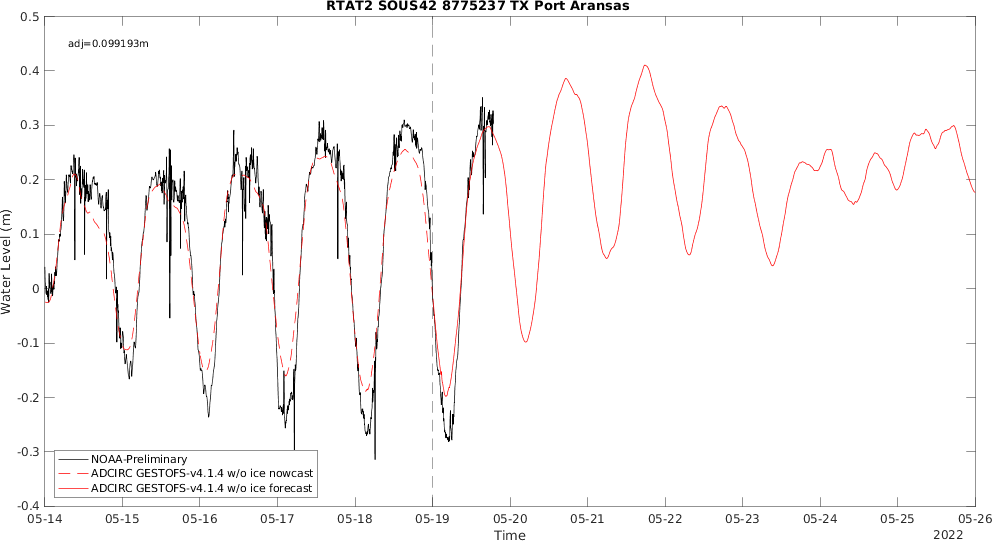 RTAT2 SOUS42 8775237 TX Port Aransas
adj=0.099193m
0.5
0.4
0.3
0.2
0.1
0
-0.1
-0.2
-0.3
-0.4
Water Level (m)
NOAA-Preliminary
ADCIRC GESTOFS-v4.1.4 w/o ice nowcast
ADCIRC GESTOFS-v4.1.4 w/o ice forecast
05-14 05-15 05-16 05-17 05-18 05-19 05-20 05-21 05-22 05-23 05-24 05-25 05-26
Time
2022